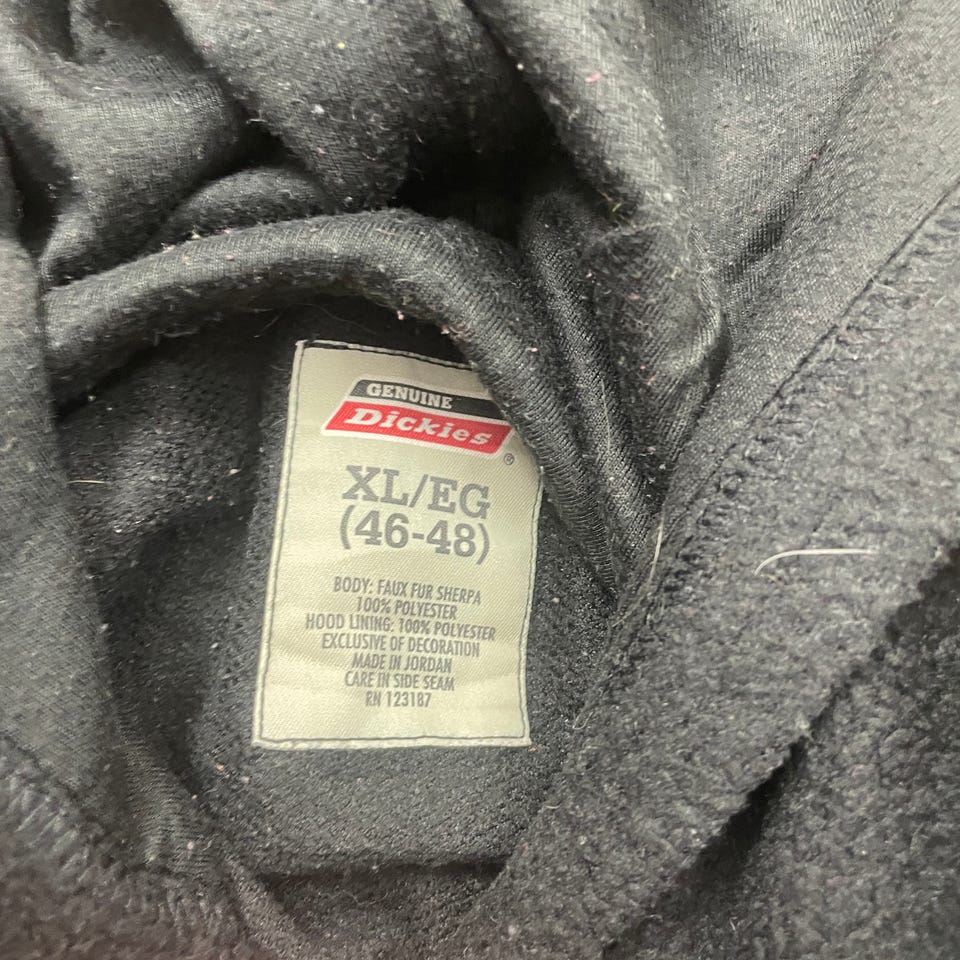 GENUINE
Dickies®
XL/EG
(46-48)
BODY: FAUX FUR SHERPA
100% POLYESTER
HOOD LINING: 100% POLYESTER
EXCLUSIVE OF DECORATION
MADE IN JORDAN
CARE IN SIDE SEAM
RN 123187